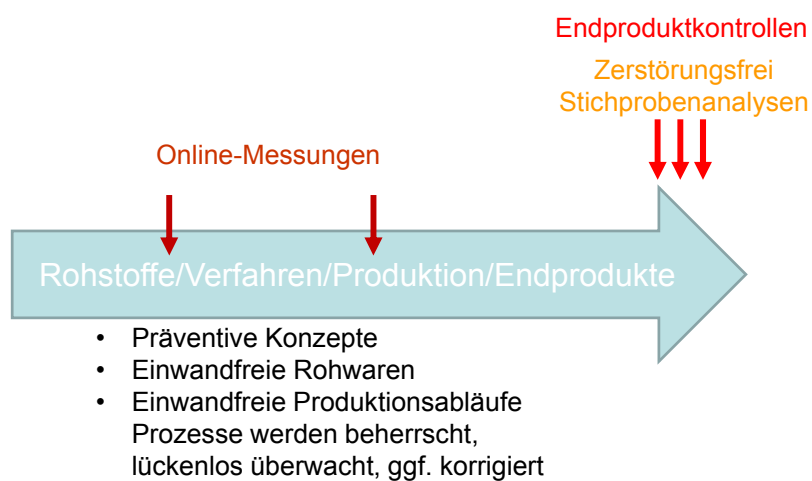 Endproduktkontrollen
Zerstörungsfrei
Stichprobenanalysen
Online-Messungen
Rohstoffe/Verfahren/Produktion/Endprodukte
• Präventive Konzepte
• Einwandfreie Rohwaren
• Einwandfreie Produktionsabläufe
Prozesse werden beherrscht,
lückenlos überwacht, ggf. korrigiert